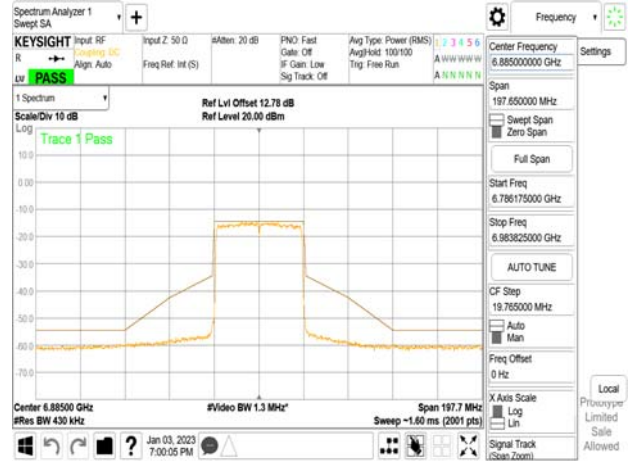 Spectrum Analyzer 1
Swept SA
Frequency
KEYSIGHT
Input: RF
Coupling: DC
Align: Auto
Input Z: 50 Ω
Freq Ref: Int (S)
#Atten: 20 dB
PNO: Fast
Gate: Off
IF Gain: Low
Sig Track: Off
Avg Type: Power (RMS)
Avg|Hold: 100/100
Trig: Free Run
1 2 3 4 5 6
A W W W W W
A N N N N N
R
LW
PASS
1 Spectrum
Scale/Div 10 dB
Ref Lvl Offset 12.78 dB
Ref Level 20.00 dBm
Log
Trace 1 Pass
10.0
0.00
-10.0
-20.0
-30.0
-40.0
-50.0
-60.0
-70.0
Center 6.88500 GHz
#Res BW 430 kHz
#Video BW 1.3 MHz*
Span 197.7 MHz
Sweep ~1.60 ms (2001 pts)
Jan 03, 2023
7:00:05 PM
Center Frequency
6.885000000 GHz
Settings
Span
197.650000 MHz
Swept Span
Zero Span
Full Span
Start Freq
6.786175000 GHz
Stop Freq
6.983825000 GHz
AUTO TUNE
CF Step
19.765000 MHz
Auto
Man
Freq Offset
0 Hz
X Axis Scale
Log
Lin
Signal Track
(Span Zoom)
Local
Prototype
Limited
Sale
Allowed